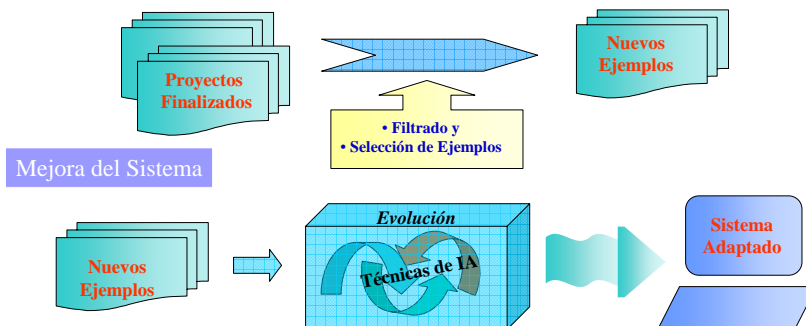 Proyectos
Finalizados
Nuevos
Ejemplos
• Filtrado y
• Selección de Ejemplos
Mejora del Sistema
Nuevos
Ejemplos
Evolución
Técnicas de IA
Sistema
Adaptado